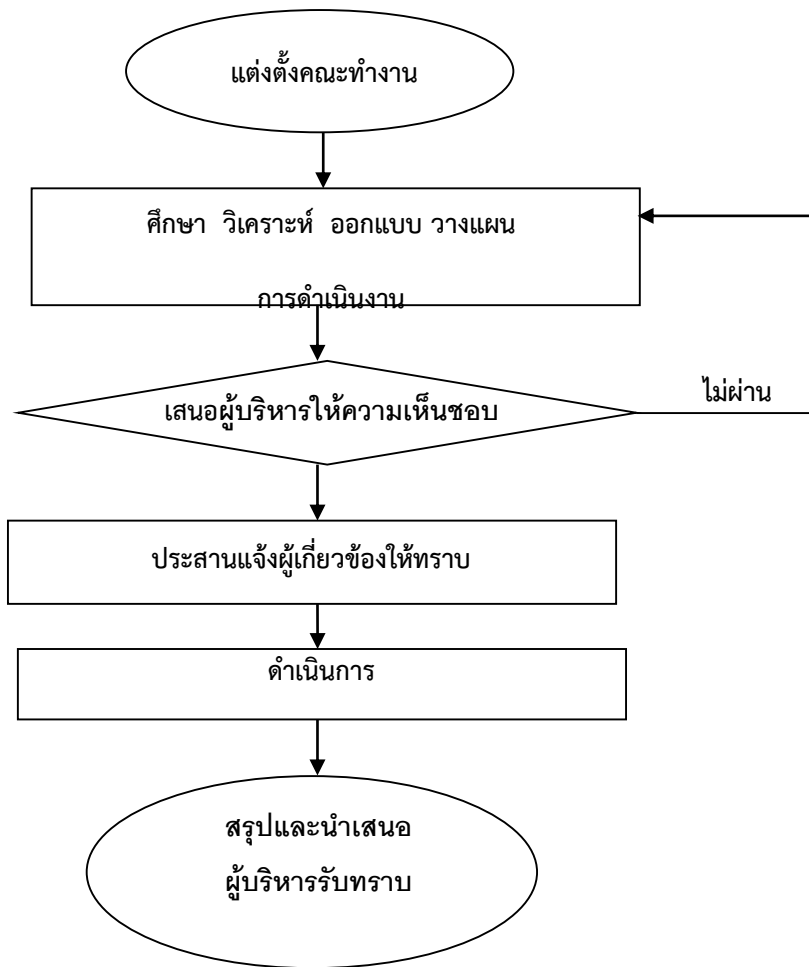 แต่งตั้งคณะทำงาน
ศึกษา วิเคราะห์ ออกแบบ วางแผน
การดำเนินงาน
เสนอผู้บริหารให้ความเห็นชอบ
ไม่ผ่าน
ประสานแจ้งผู้เกี่ยวข้องให้ทราบ
ดำเนินการ
สรุปและนำเสนอ
ผู้บริหารรับทราบ